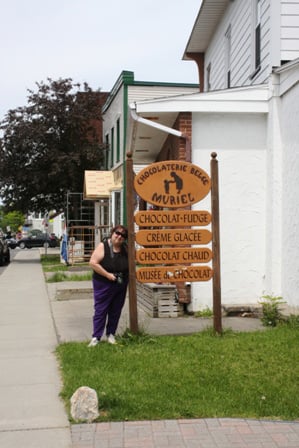 CHOCOLATERIE BELGE
MURIEL
CHOCOLAT-FUDGE
CRÈME GLACÉE
CHOCOLAT CHAUD
MUSÉE du CHOCOLAT